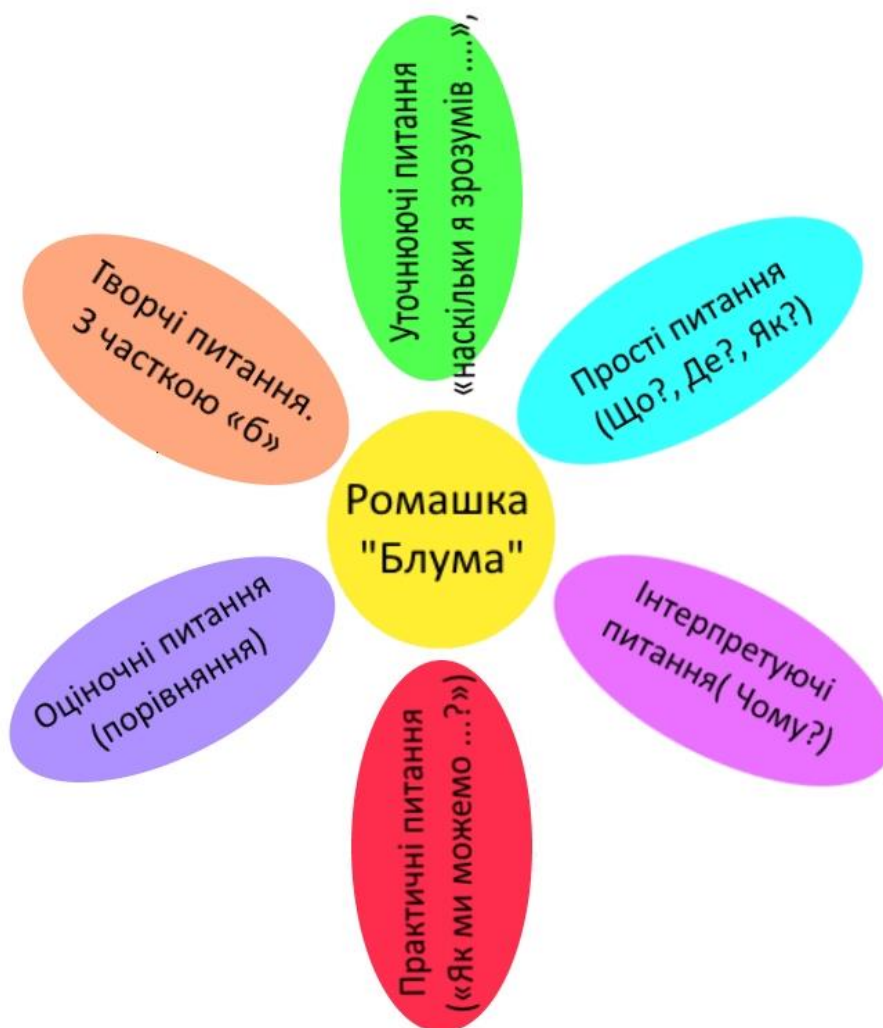 Уточнюючі питання
«наскільки я зрозумів ....»,
Прості питання
(Що?, Де?, Як?)
Інтерпретуючі
питання( Чому?)
Практичні питання
(«Як ми можемо ...?»)
Оціночні питання
(порівняння)
Творчі питання.
З часткою «б»
Ромашка
"Блума"